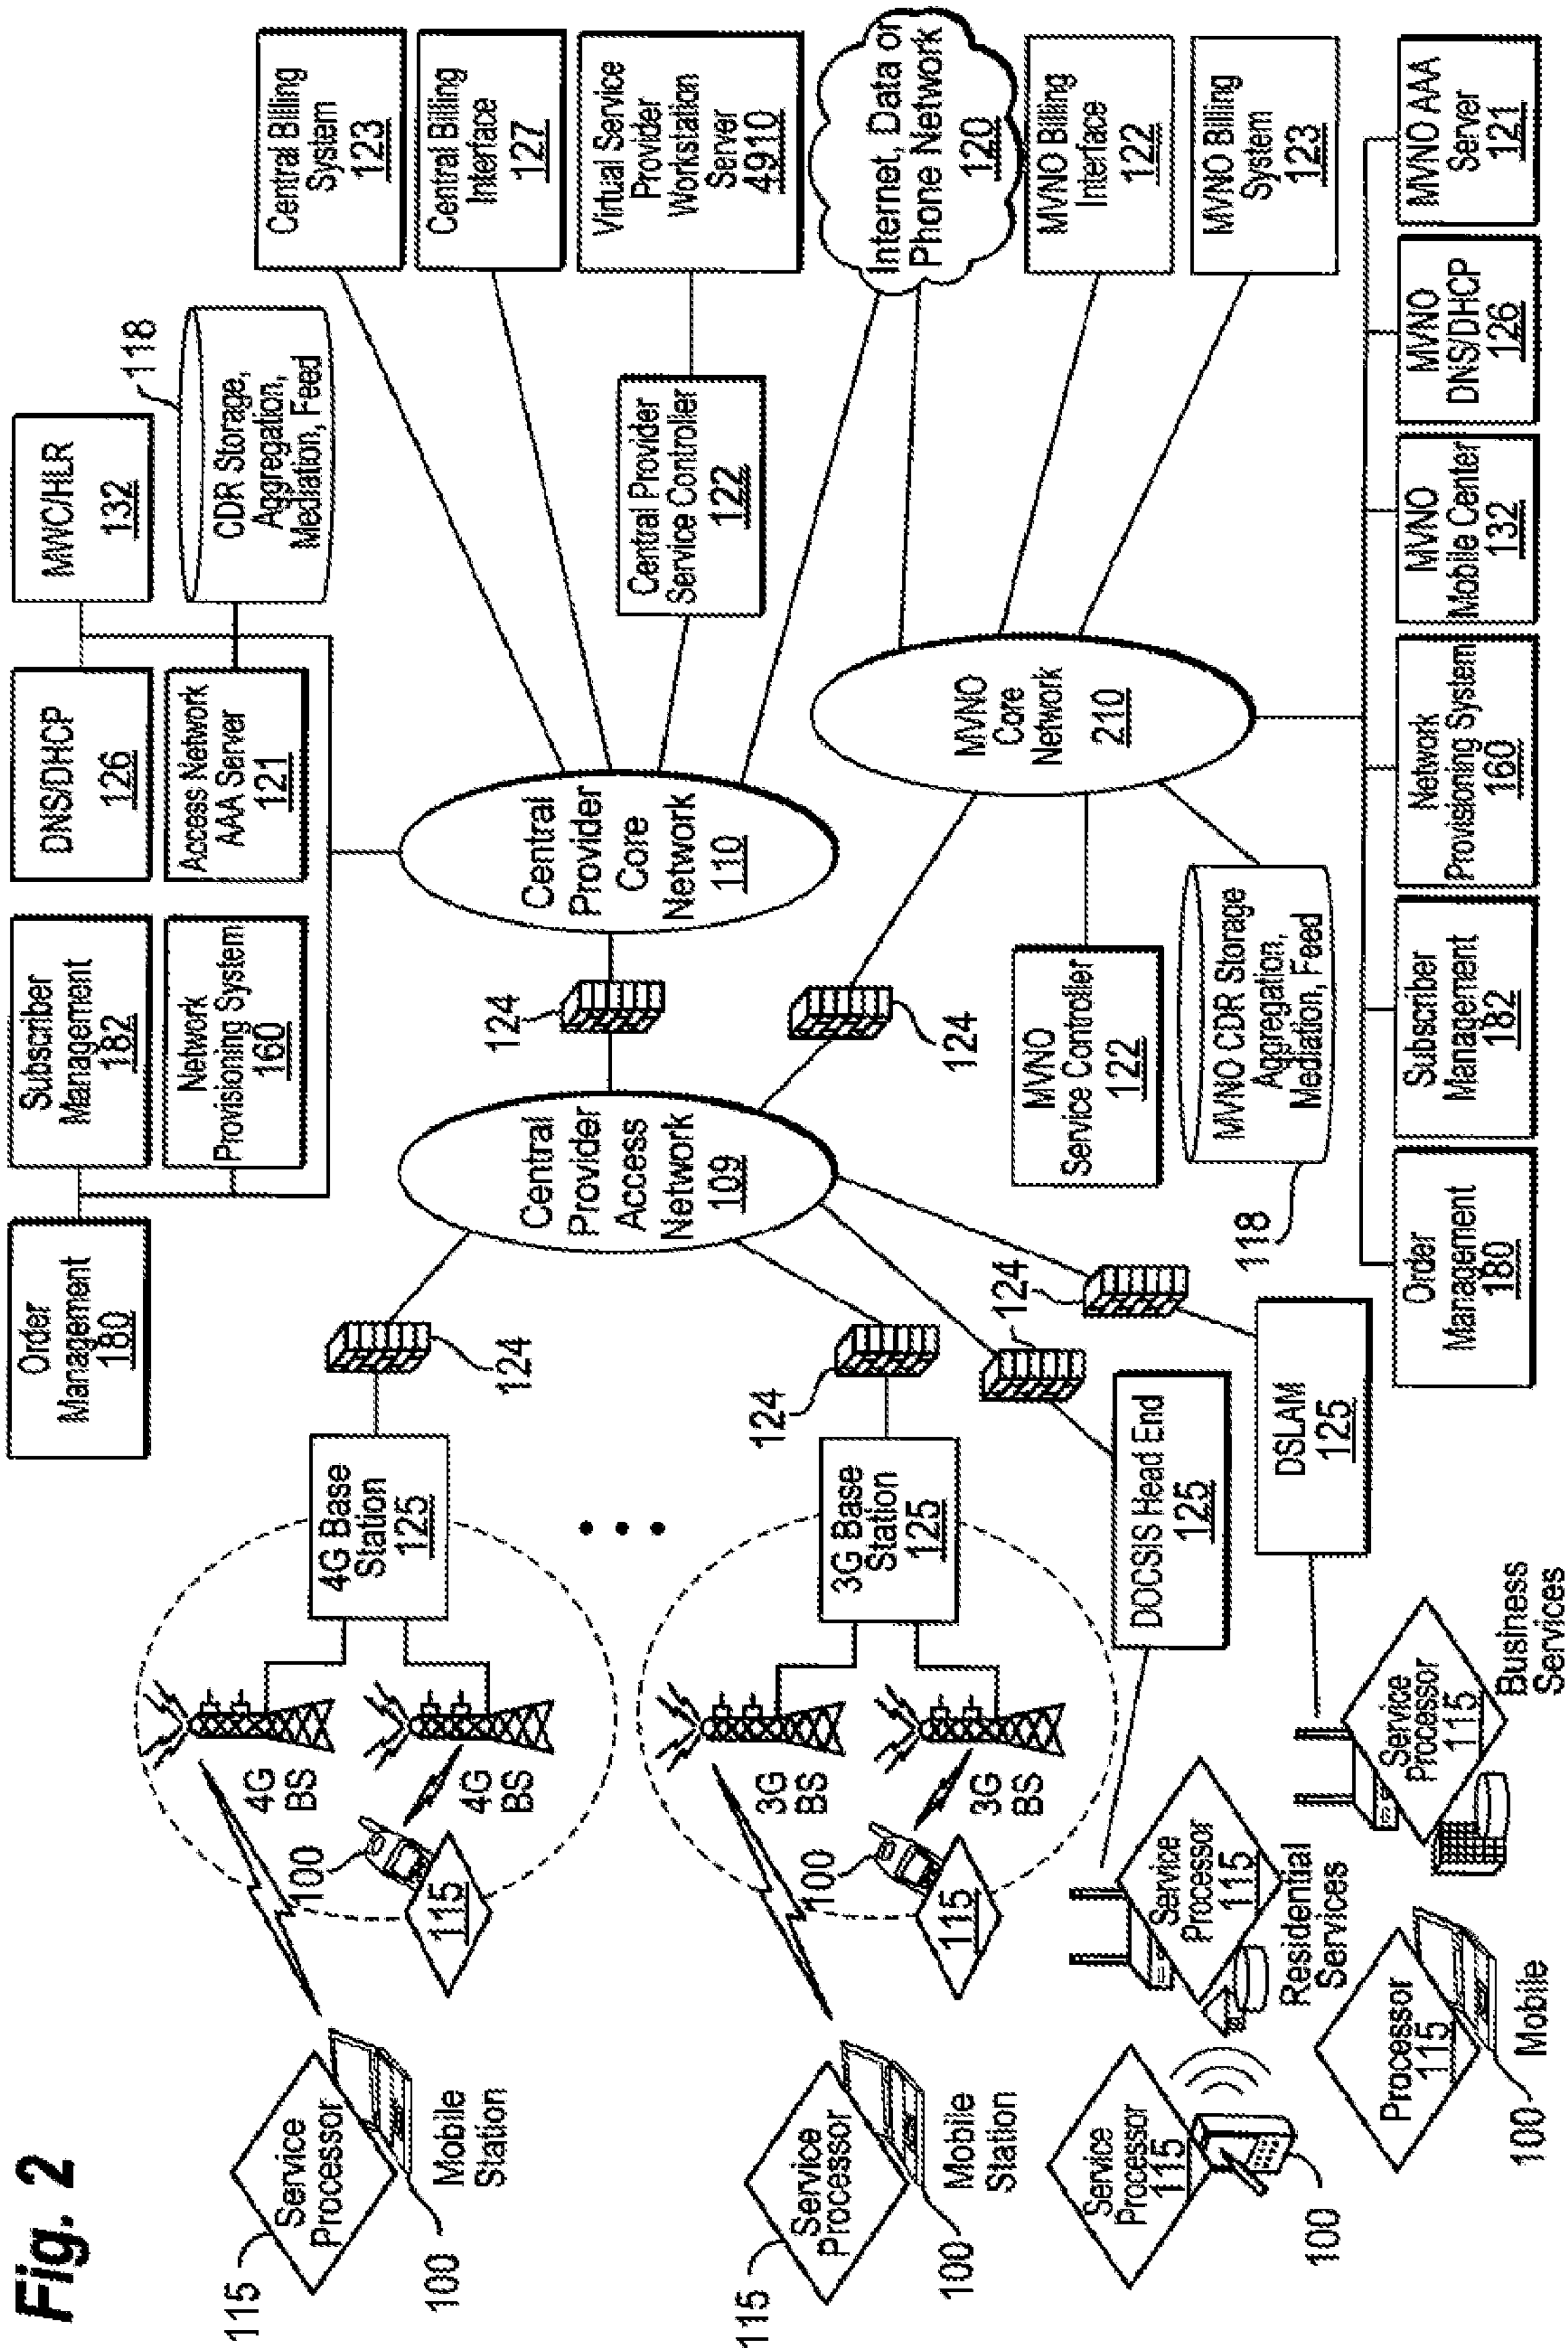 Fig. 2
Order
Management
180
Subscriber
Management
182
DNS/DHCP
126
MWC/HLR
132
Network
Provisioning System
160
Access Network
AAA Server
121
118
CDR Storage,
Aggregation,
Mediation, Feed
115
Service
Processor
100
Mobile
Station
4G
BS
100
115
4G
BS
4G Base
Station
125
124
Central
Provider
Access
Network
109
124
Central
Provider
Core
Network
110
Central Billing
System
123
Central Billing
Interface
127
Virtual Service
Provider
Workstation
Server
4910
Central Provider
Service Controller
122
Internet, Data or
Phone Network
120
115
Service
Processor
100
Mobile
Station
3G
BS
100
115
3G
BS
3G Base
Station
125
124
124
MVNO
Core
Network
210
MVNO Billing
Interface
122
MVNO Billing
System
123
Service
Processor
115
100
Service
Processor
115
Residential
Services
DOCSIS Head End
125
124
124
MVNO
Service Controller
122
MVNO CDR Storage
Aggregation,
Mediation, Feed
118
DSLAM
125
Processor
115
100
Mobile
Service
Processor
115
Business
Services
Order
Management
180
Subscriber
Management
182
Network
Provisioning System
160
MVNO
Mobile Center
132
MVNO
DNS/DHCP
126
MVNO AAA
Server
121